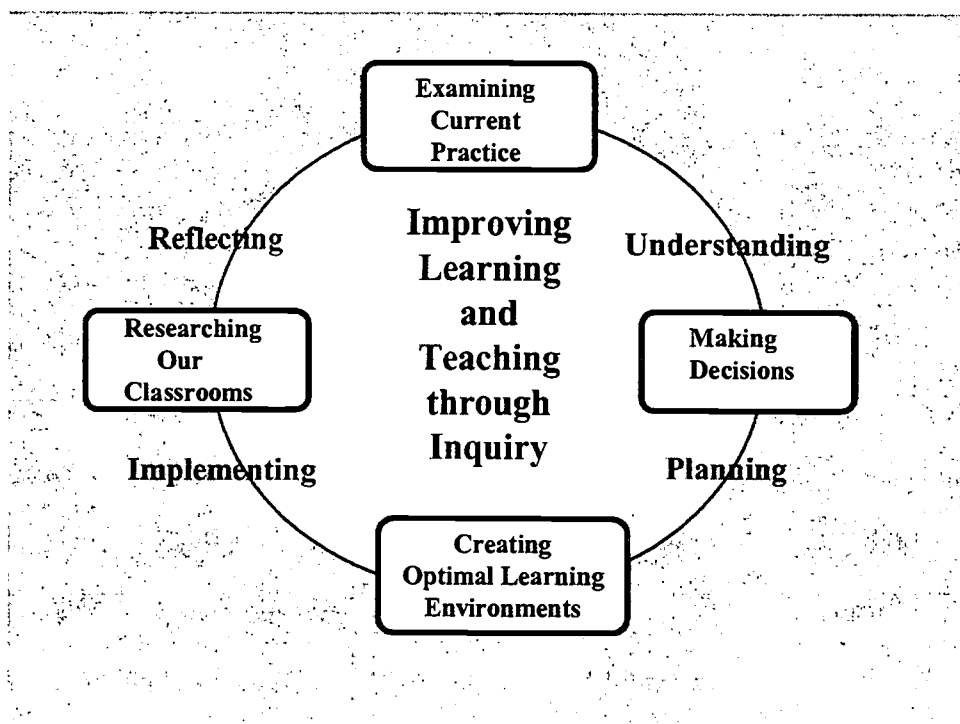 Examining
Current
Practice
Reflecting
Understanding
Improving
Learning
and
Teaching
through
Inquiry
Researching
Our
Classrooms
Making
Decisions
Implementing
Planning
Creating
Optimal Learning
Environments